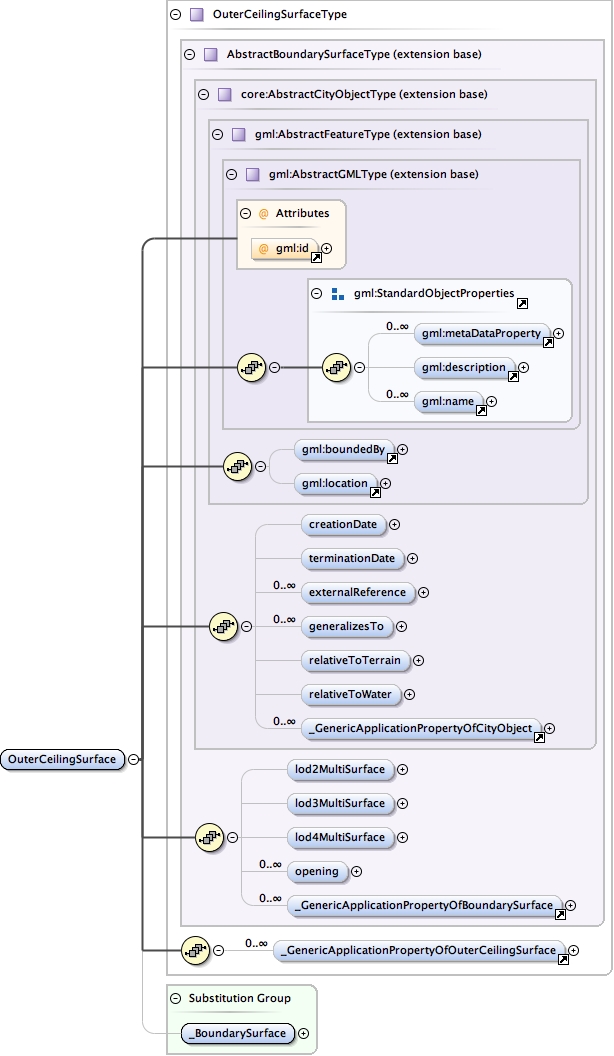 OuterCeilingSurfaceType
AbstractBoundarySurfaceType (extension base)
core:AbstractCityObjectType (extension base)
gml:AbstractFeatureType (extension base)
gml:AbstractGMLType (extension base)
@ Attributes
@ gml:id
gml:StandardObjectProperties
0..∞
gml:metaDataProperty
gml:description
0..∞
gml:name
gml:boundedBy
gml:location
creationDate
terminationDate
0..∞
externalReference
0..∞
generalizesTo
relativeToTerrain
relativeToWater
0..∞
_GenericApplicationPropertyOfCityObject
OuterCeilingSurface
lod2MultiSurface
lod3MultiSurface
lod4MultiSurface
0..∞
opening
0..∞
_GenericApplicationPropertyOfBoundarySurface
0..∞
_GenericApplicationPropertyOfOuterCeilingSurface
Substitution Group
_BoundarySurface